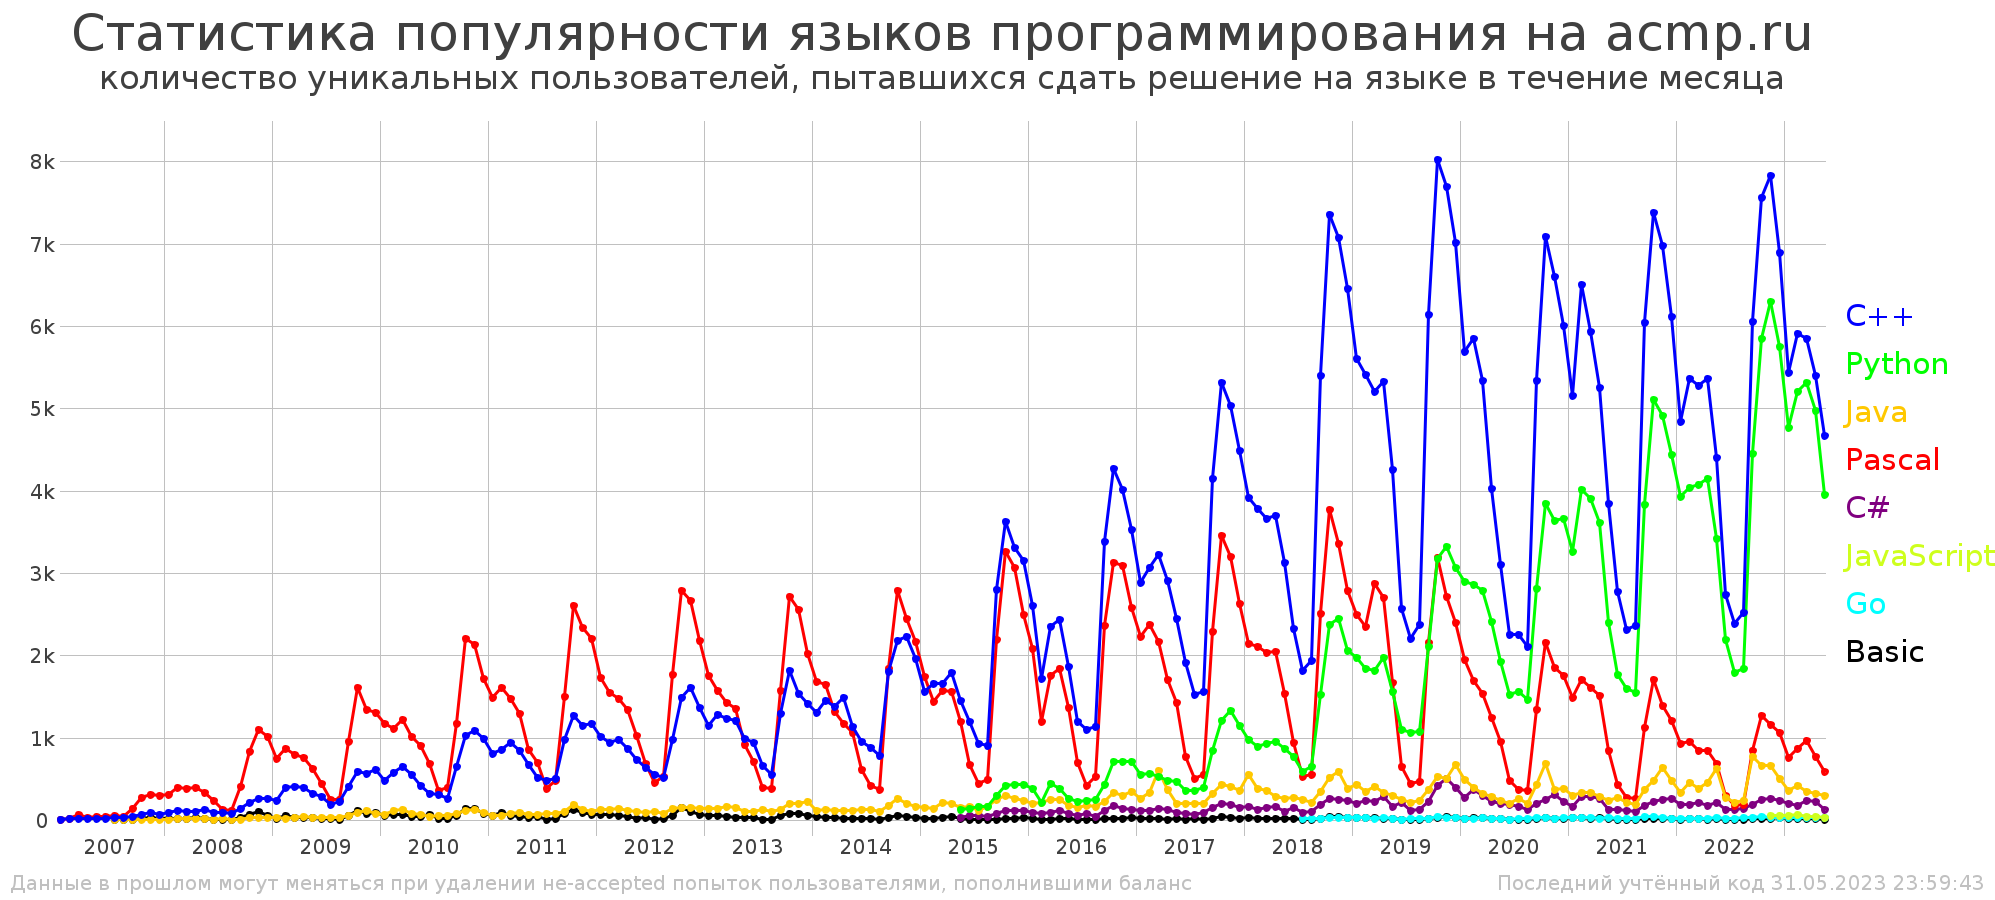 Статистика популярности языков программирования на acmp.ru
количество уникальных пользователей, пытавшихся сдать решение на языке в течение месяца
8k
7k
6k
5k
4k
3k
2k
1k
0
C++
Python
Java
Pascal
C#
JavaScript
Go
Basic
2007 2008 2009 2010 2011 2012 2013 2014 2015 2016 2017 2018 2019 2020 2021 2022
Данные в прошлом могут меняться при удалении не-accepted попыток пользователями, пополнившими баланс
Последний учтённый код 31.05.2023 23:59:43